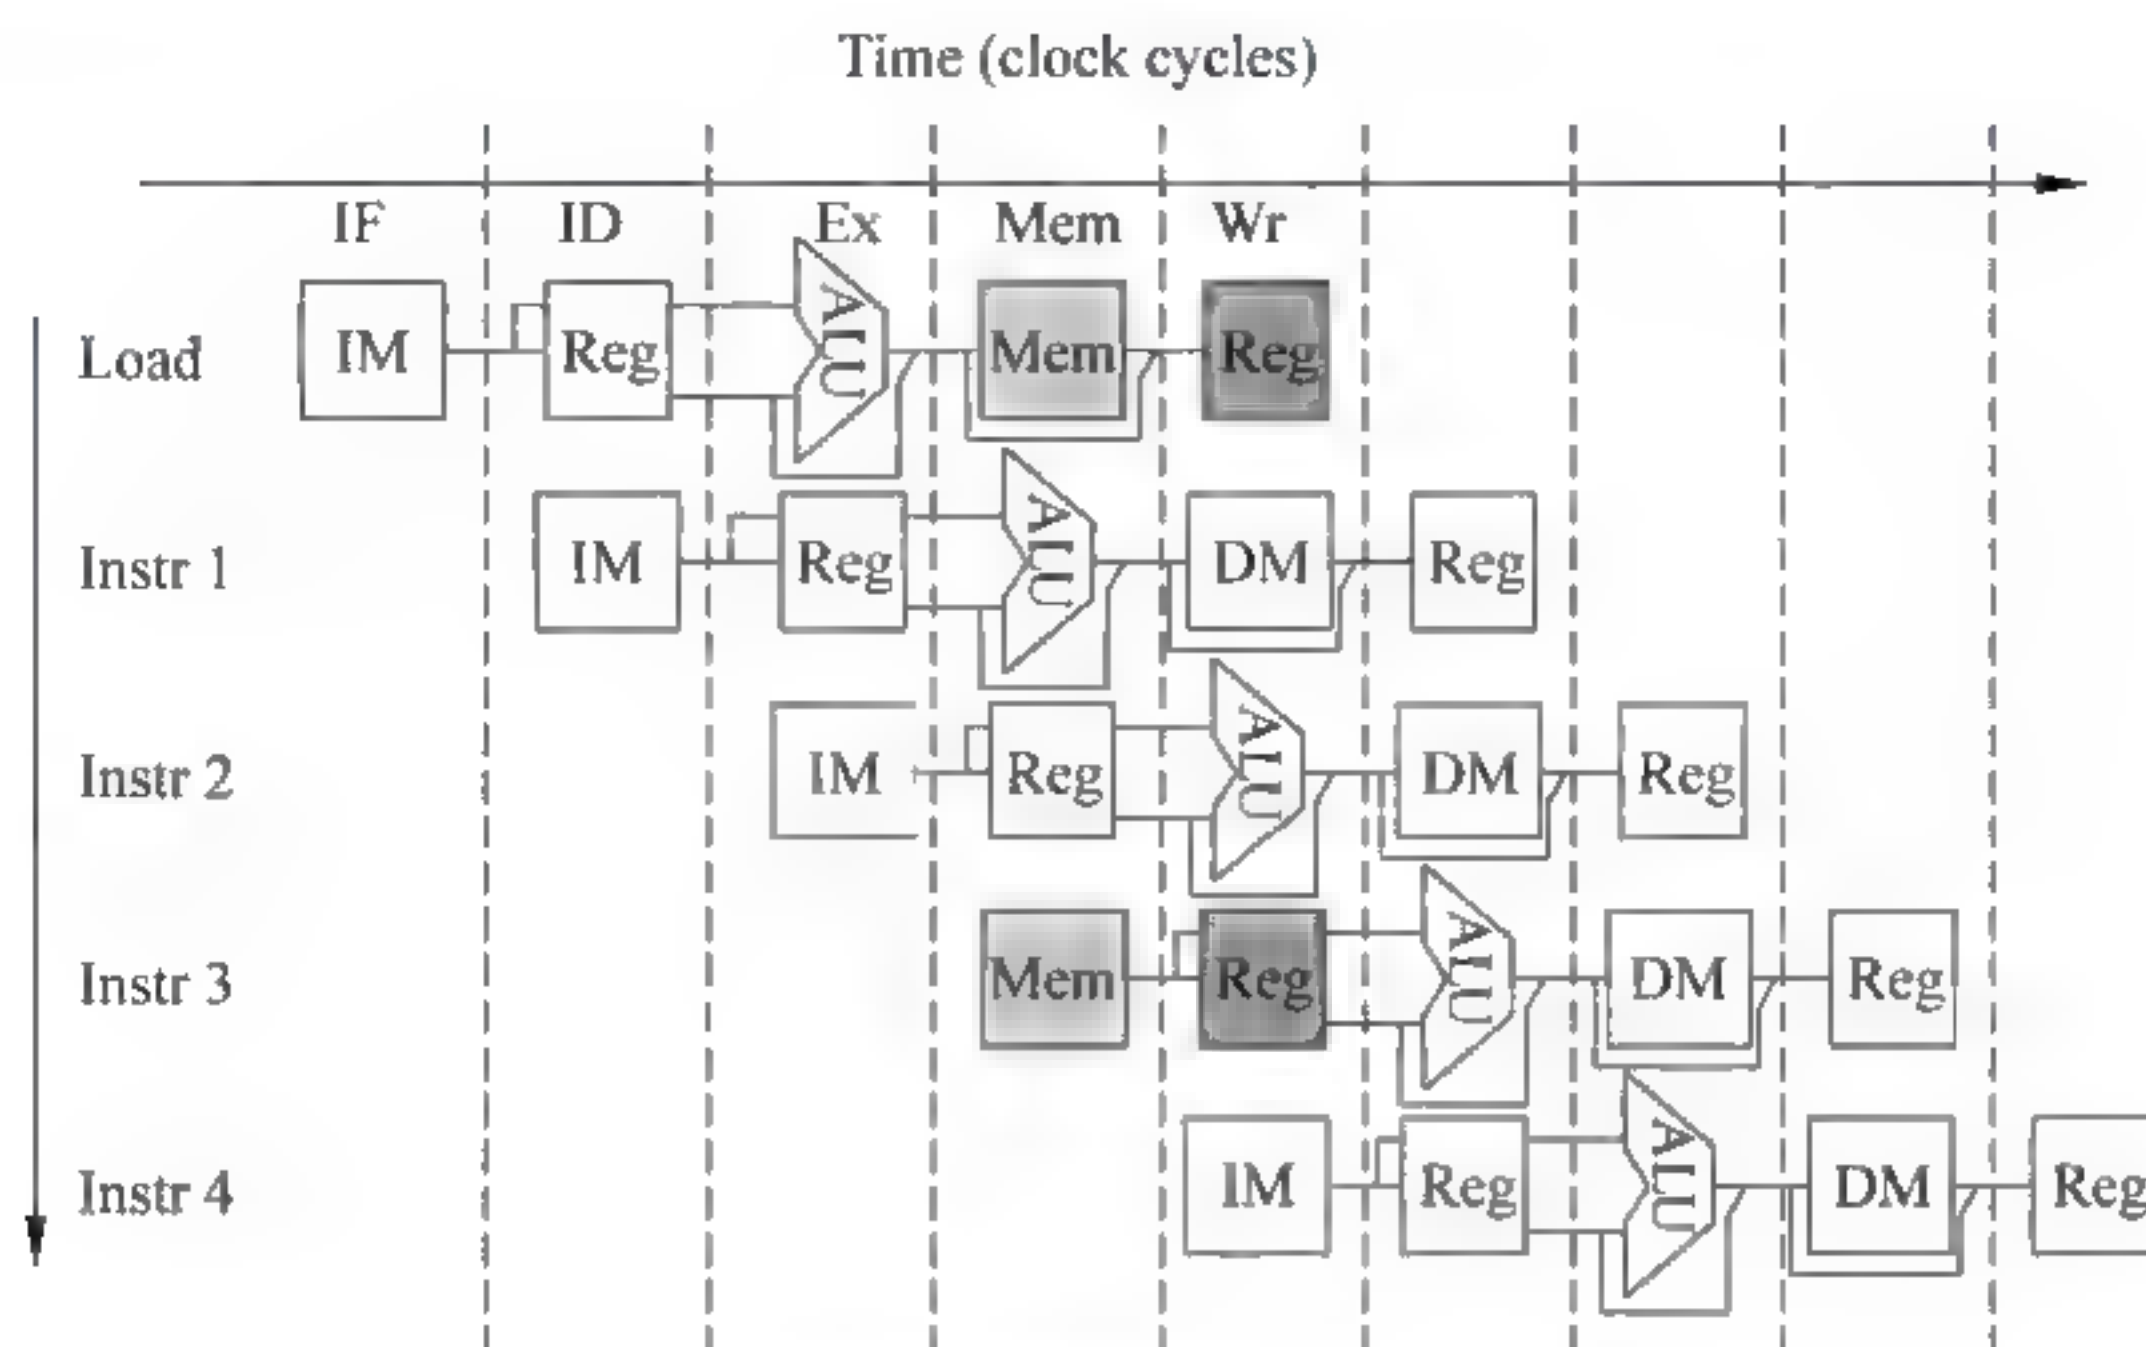 Time (clock cycles)
IF ID Ex Mem Wr
Load IM Reg ALU Mem Reg
Instr 1 IM Reg ALU DM Reg
Instr 2 IM Reg ALU DM Reg
Instr 3 Mem Reg ALU DM Reg
Instr 4 IM Reg ALU DM Reg